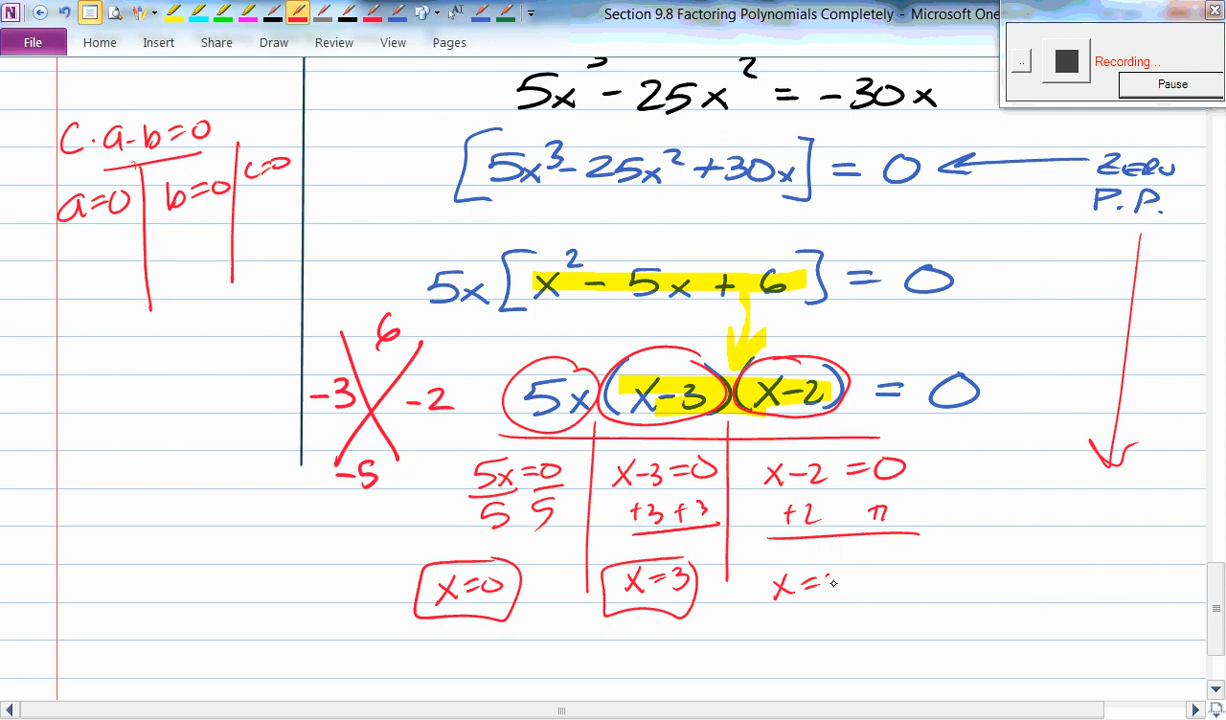 Section 9.8 Factoring Polynomials Completely - Microsoft One
File Home Insert Share Draw Review View Pages
Recording...
Pause
5x³ - 25x² = -30x
C·a·b=0
a=0 b=0 c=0
[5x³-25x²+30x] = 0
ZERO
P.P.
5x[x² - 5x + 6] = 0
6
-3 -2
-5
5x(x-3)(x-2) = 0
5x=0 x-3=0 x-2=0
5 5 +3 +3 +2
x=0 x=3 x=